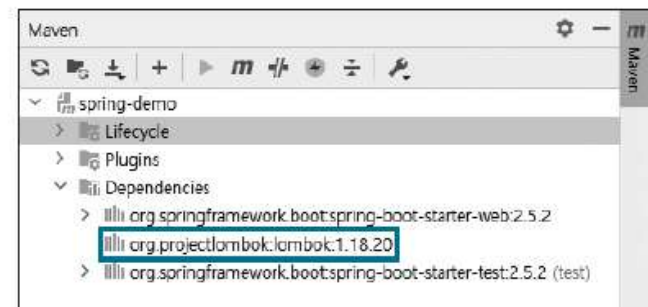 Maven
m
Maven
spring-demo
Lifecycle
Plugins
Dependencies
org.springframework.boot:spring-boot-starter-web:2.5.2
org.projectlombok:lombok:1.18.20
org.springframework.boot:spring-boot-starter-test:2.5.2 (test)